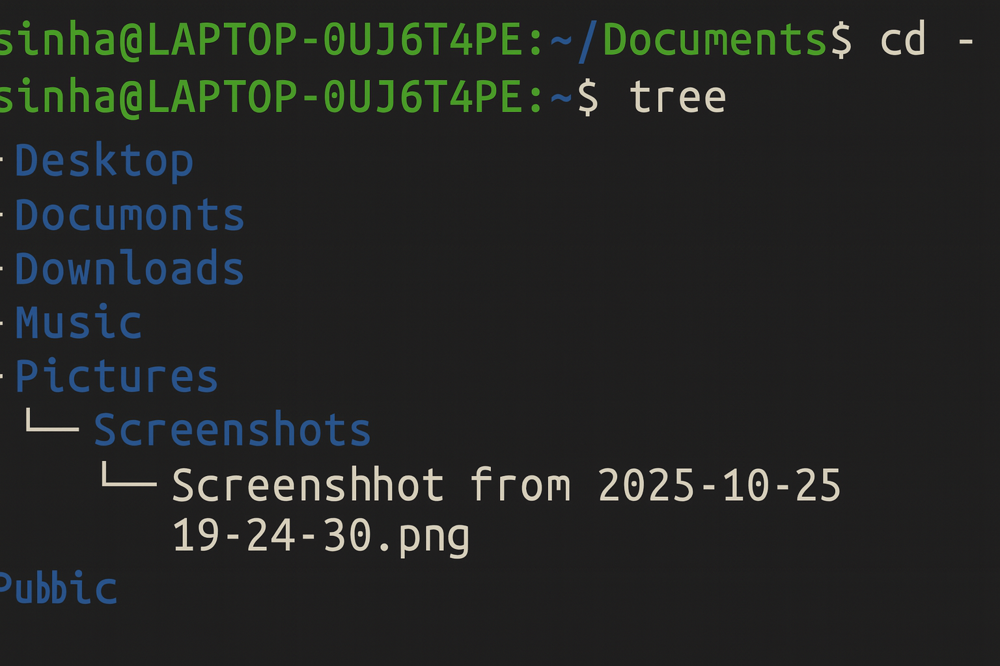 sinha@LAPTOP-0UJ6T4PE:~/Documents$ cd -
sinha@LAPTOP-0UJ6T4PE:~$ tree
Desktop
Documonts
Downloads
Music
Pictures
└── Screenshots
└── Screenshhot from 2025-10-25
19-24-30.png
Pubbic